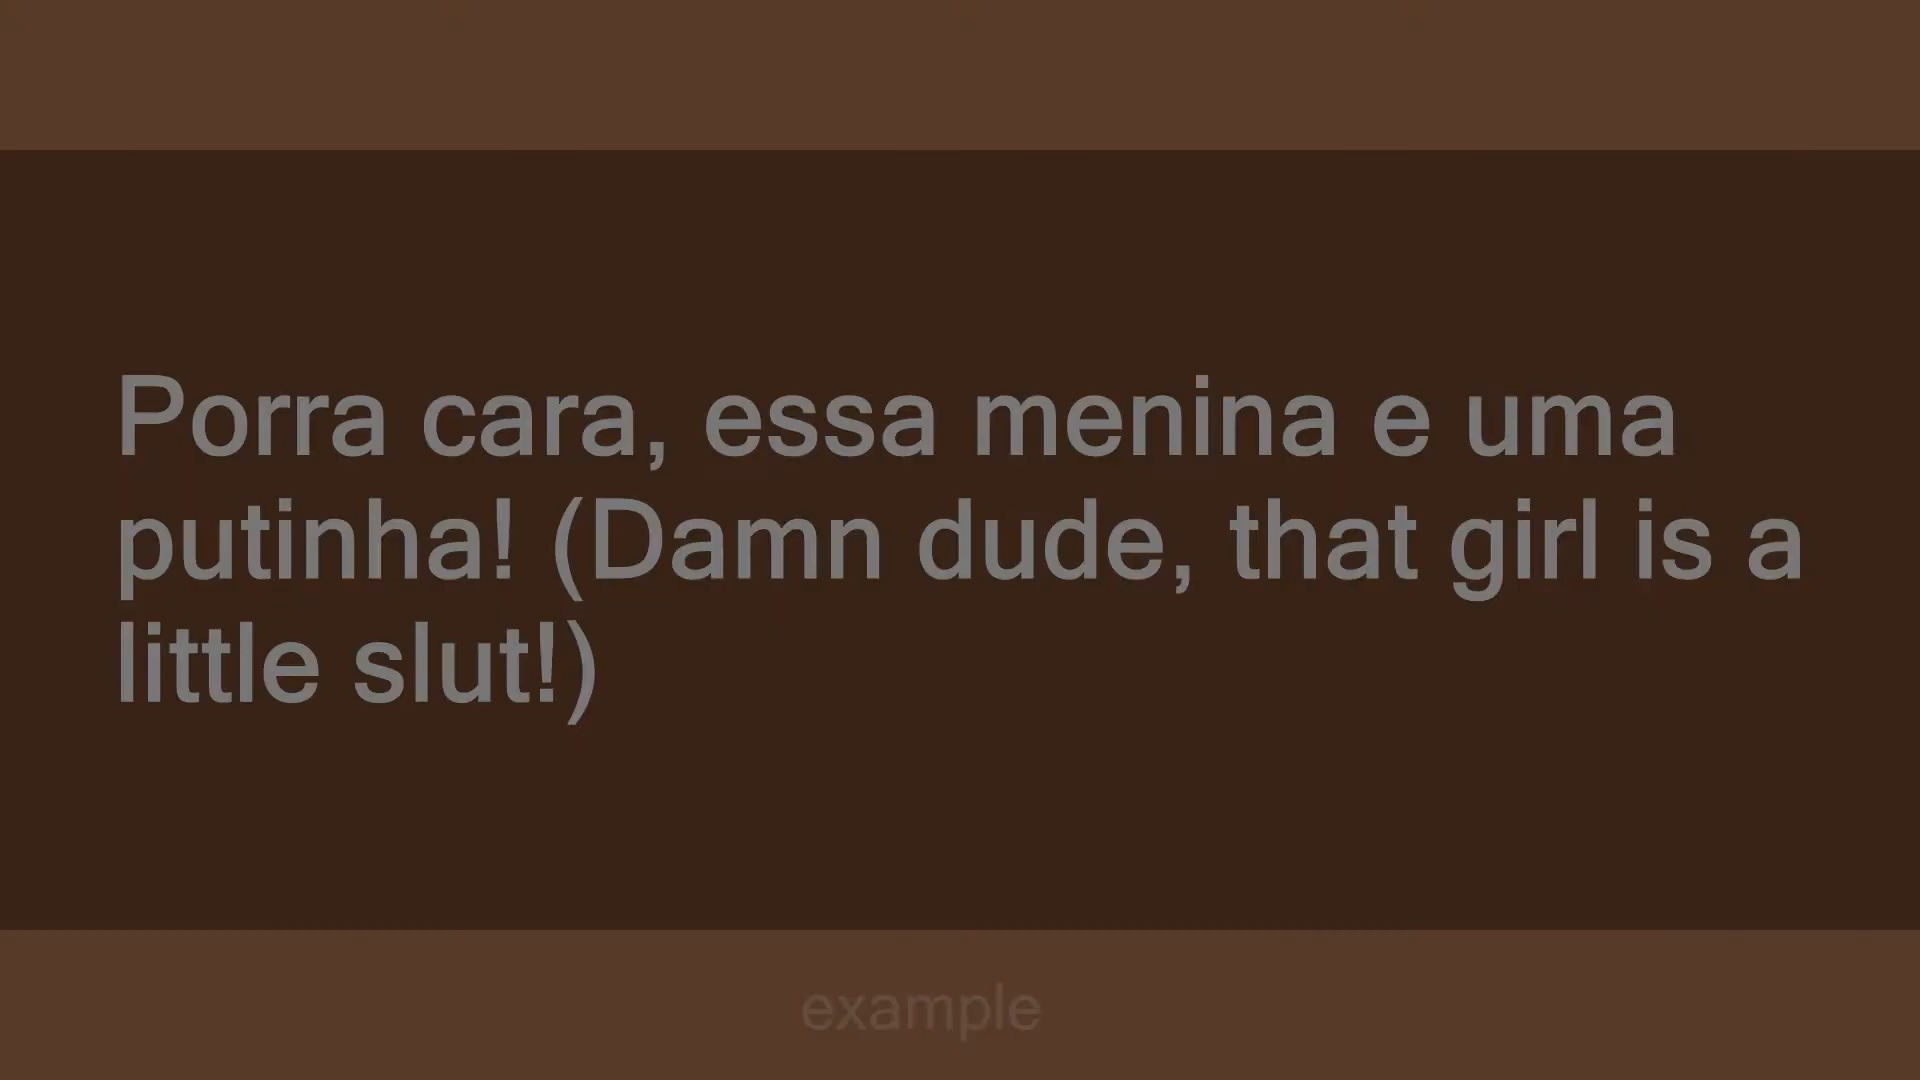 Porra cara, essa menina e uma
putinha! (Damn dude, that girl is a
little slut!)
example